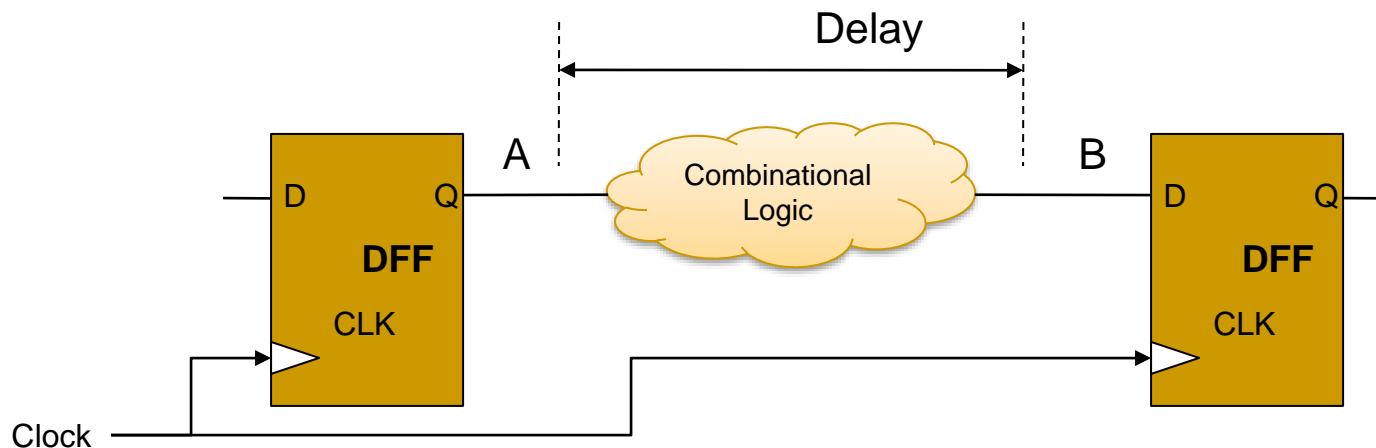 Delay
A
Combinational
Logic
B
D
Q
DFF
CLK
D
Q
DFF
CLK
Clock